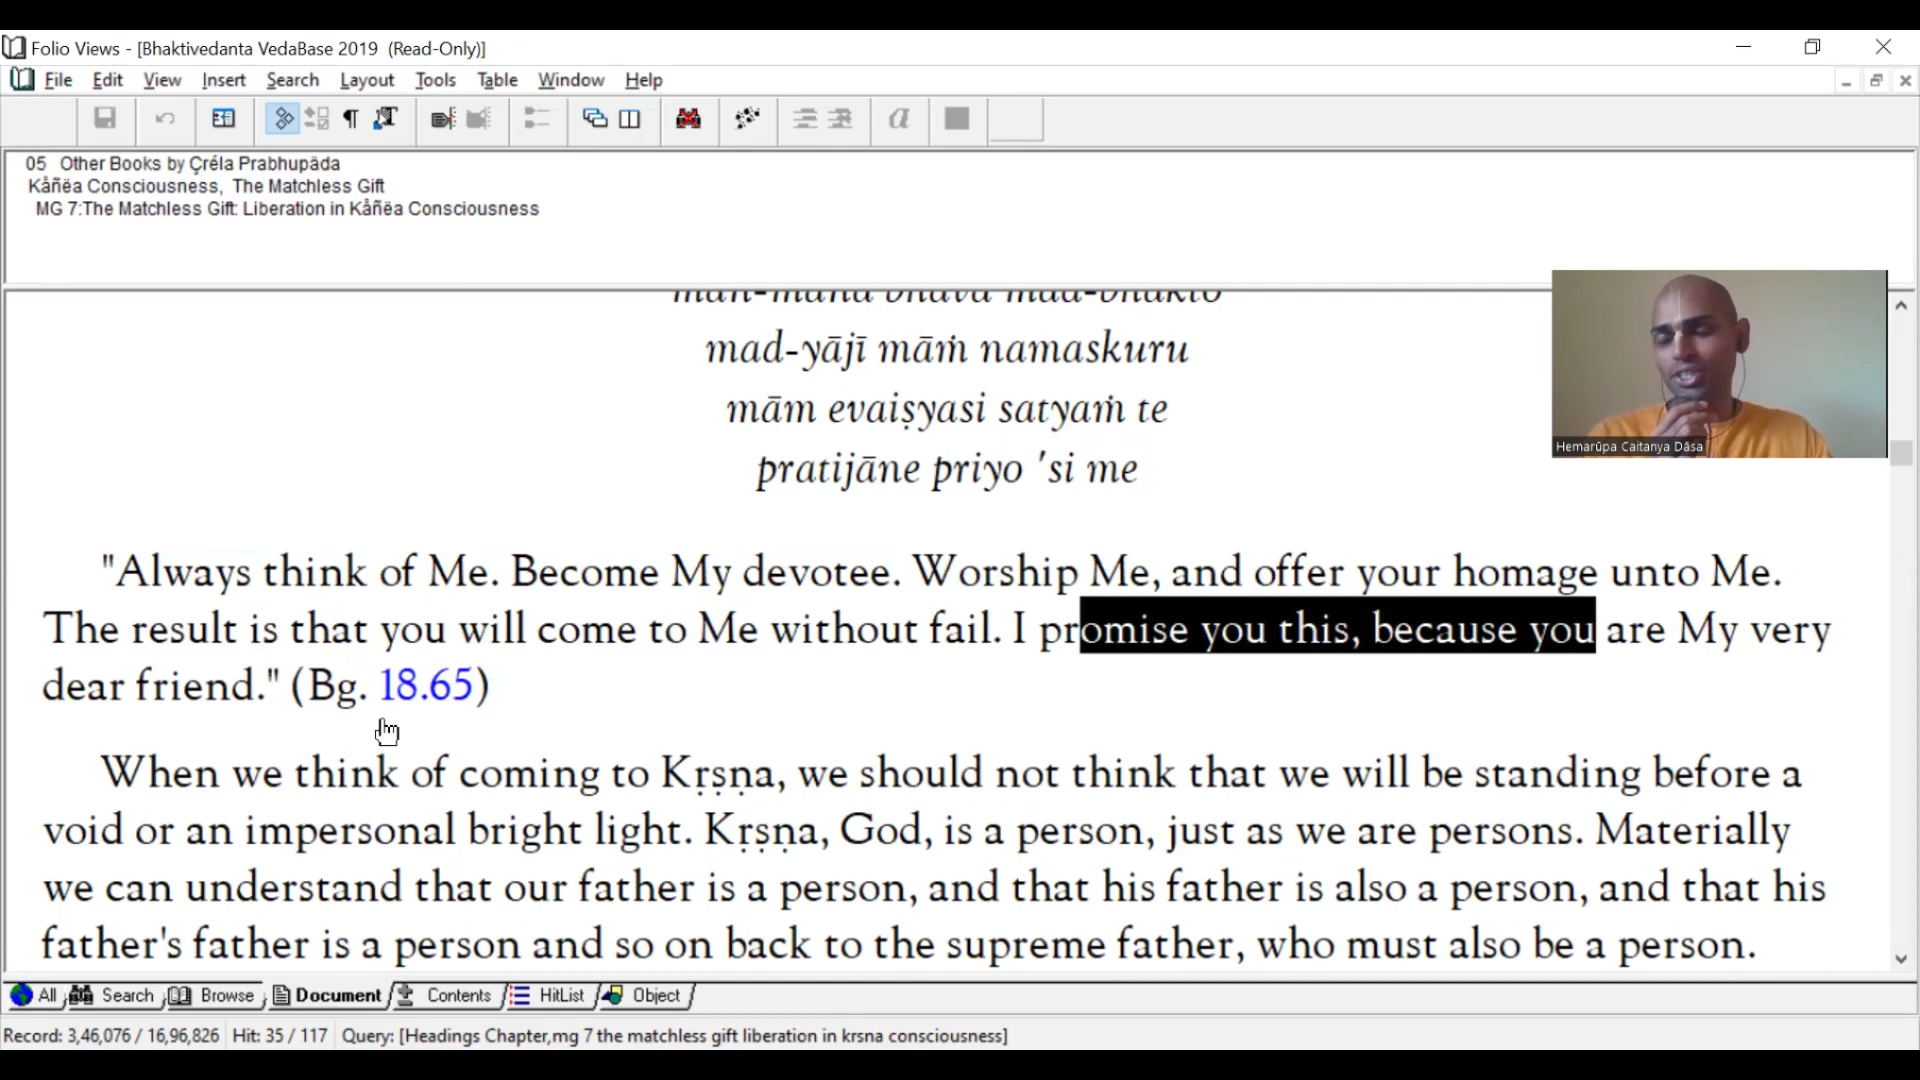 Folio Views - [Bhaktivedanta VedaBase 2019 (Read-Only)]
File Edit View Insert Search Layout Tools Table Window Help
05 Other Books by Çréla Prabhupäda
Kåñëa Consciousness, The Matchless Gift
MG 7:The Matchless Gift: Liberation in Kåñëa Consciousness
mad-yājī māṁ namaskuru
mām evaiṣyasi satyaṁ te
pratijāne priyo 'si me
Hemarūpa Caitanya Dāsa
"Always think of Me. Become My devotee. Worship Me, and offer your homage unto Me.
The result is that you will come to Me without fail. I promise you this, because you are My very
dear friend." (Bg. 18.65)
When we think of coming to Kṛṣṇa, we should not think that we will be standing before a
void or an impersonal bright light. Kṛṣṇa, God, is a person, just as we are persons. Materially
we can understand that our father is a person, and that his father is also a person, and that his
father's father is a person and so on back to the supreme father, who must also be a person.
All Search Browse Document Contents HitList Object
Record: 3,46,076 / 16,96,826 Hit: 35 / 117 Query: [Headings Chapter,mg 7 the matchless gift liberation in krsna consciousness]